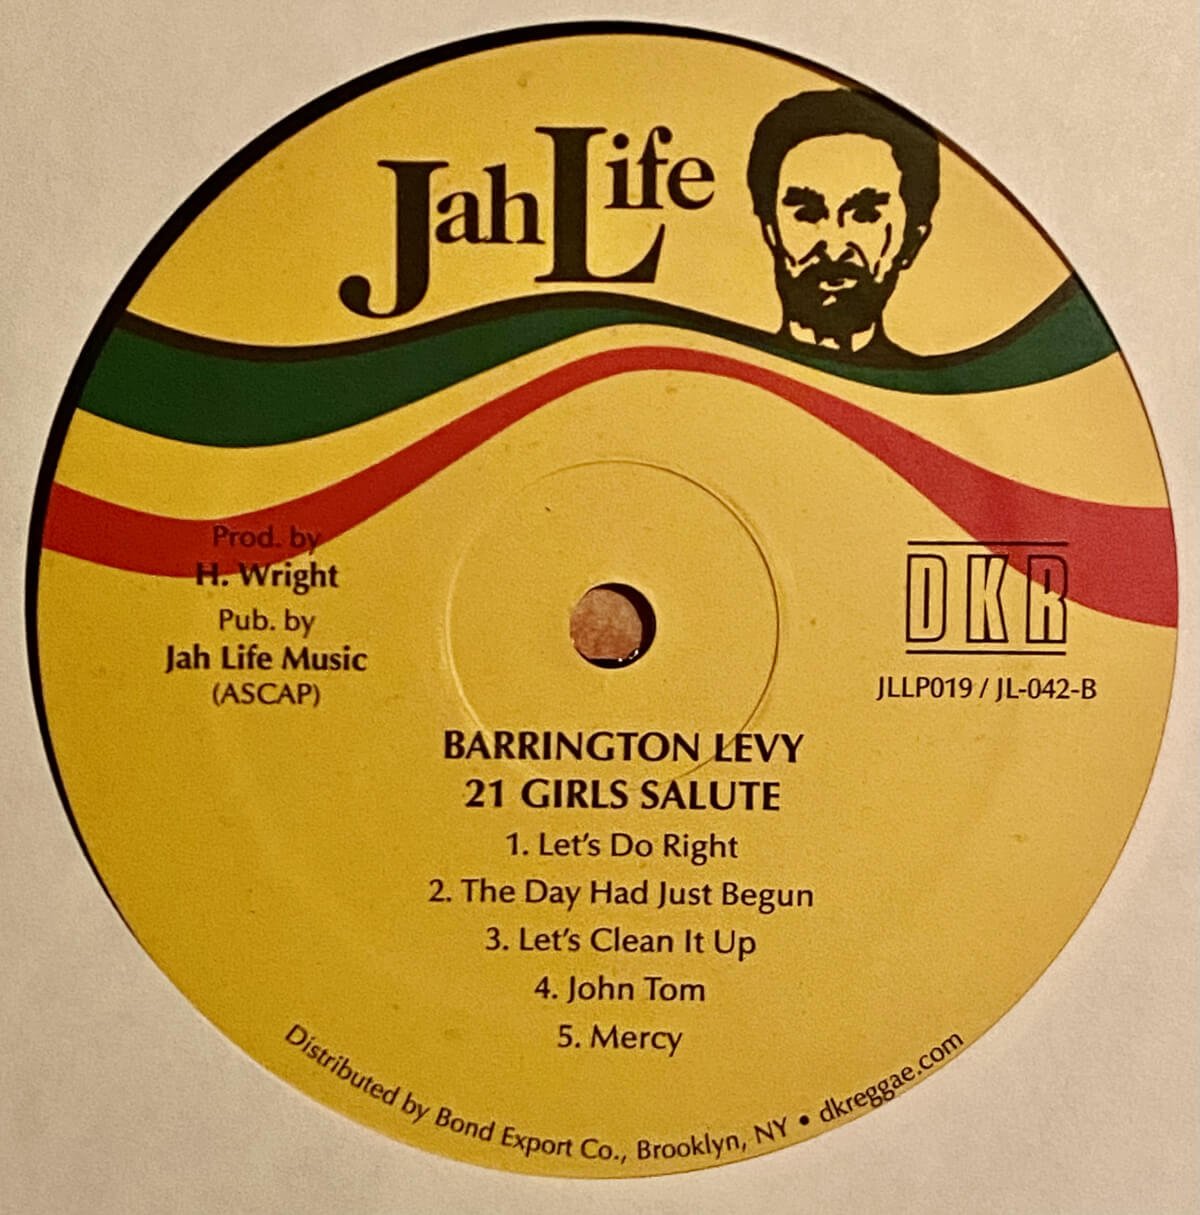 Jah Life
Prod. by
H. Wright
Pub. by
Jah Life Music
(ASCAP)
DKR
JLLP019 / JL-042-B
BARRINGTON LEVY
21 GIRLS SALUTE
1. Let's Do Right
2. The Day Had Just Begun
3. Let's Clean It Up
4. John Tom
5. Mercy
Distributed by Bond Export Co., Brooklyn, NY • dkreggae.com